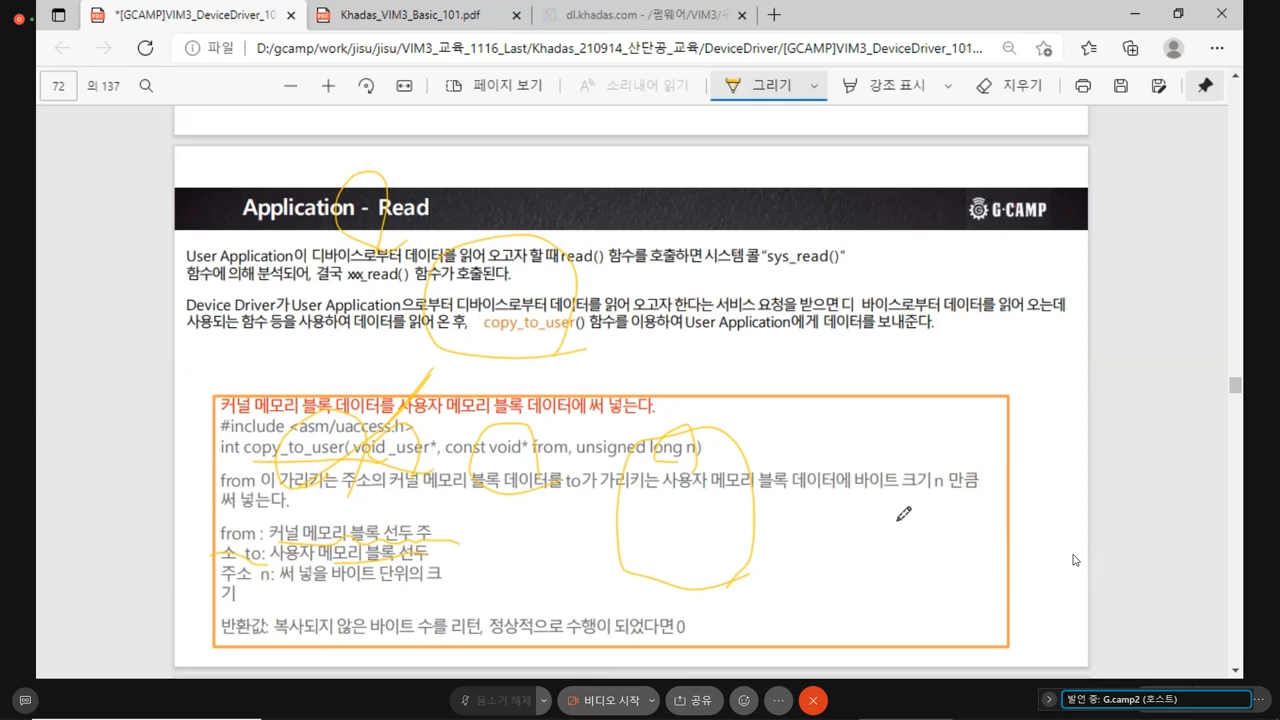 *[GCAMP]VIM3_DeviceDriver_10
Khadas_VIM3_Basic_101.pdf
dl.khadas.com - /펌웨어/VIM3/
파일
D:/gcamp/work/jisu/jisu/VIM3_교육_1116_Last/Khadas_210914_산단공_교육/DeviceDriver/[GCAMP]VIM3_DeviceDriver_101...
72 의 137
페이지 보기
소리내어 읽기
그리기
강조 표시
지우기
Application - Read
G·CAMP
User Application이 디바이스로부터 데이터를 읽어 오고자 할 때 read() 함수를 호출하면 시스템 콜 "sys_read()"
함수에 의해 분석되어, 결국 xxx_read() 함수가 호출된다.
Device Driver가 User Application으로부터 디바이스로부터 데이터를 읽어 오고자 한다는 서비스 요청을 받으면 디 바이스로부터 데이터를 읽어 오는데
사용되는 함수 등을 사용하여 데이터를 읽어 온 후, copy_to_user() 함수를 이용하여 User Application에게 데이터를 보내준다.
커널 메모리 블록 데이터를 사용자 메모리 블록 데이터에 써 넣는다.
#include <asm/uaccess.h>
int copy_to_user( void _user*, const void* from, unsigned long n)
from 이 가리키는 주소의 커널 메모리 블록 데이터를 to가 가리키는 사용자 메모리 블록 데이터에 바이트 크기 n 만큼
써 넣는다.
from : 커널 메모리 블록 선두 주
소 to: 사용자 메모리 블록 선두
주소 n: 써 넣을 바이트 단위의 크
기
반환값: 복사되지 않은 바이트 수를 리턴, 정상적으로 수행이 되었다면 0
음소거 해제
비디오 시작
공유
발언 중: G.camp2 (호스트)